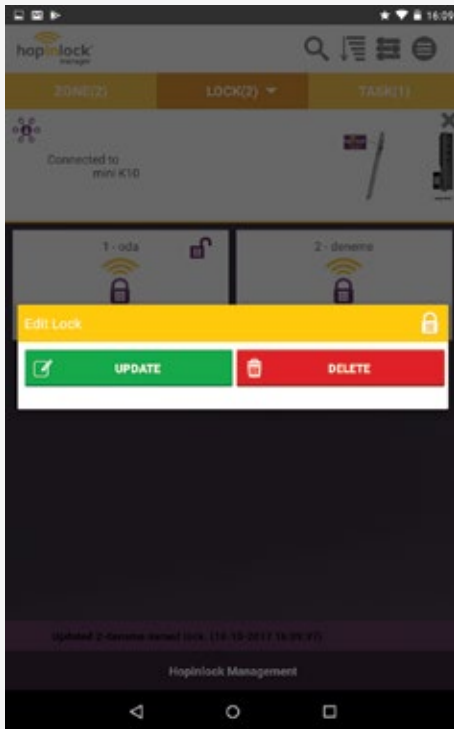 16:09
hopinlock
manager
ZONE(2)
LOCK(2)
TASK(1)
Connected to
mini K10
1 - oda
2 - deneme
Edit Lock
UPDATE
DELETE
Updated 2-deneme named lock. (16-10-2017 16:09:07)
Hopinlock Management